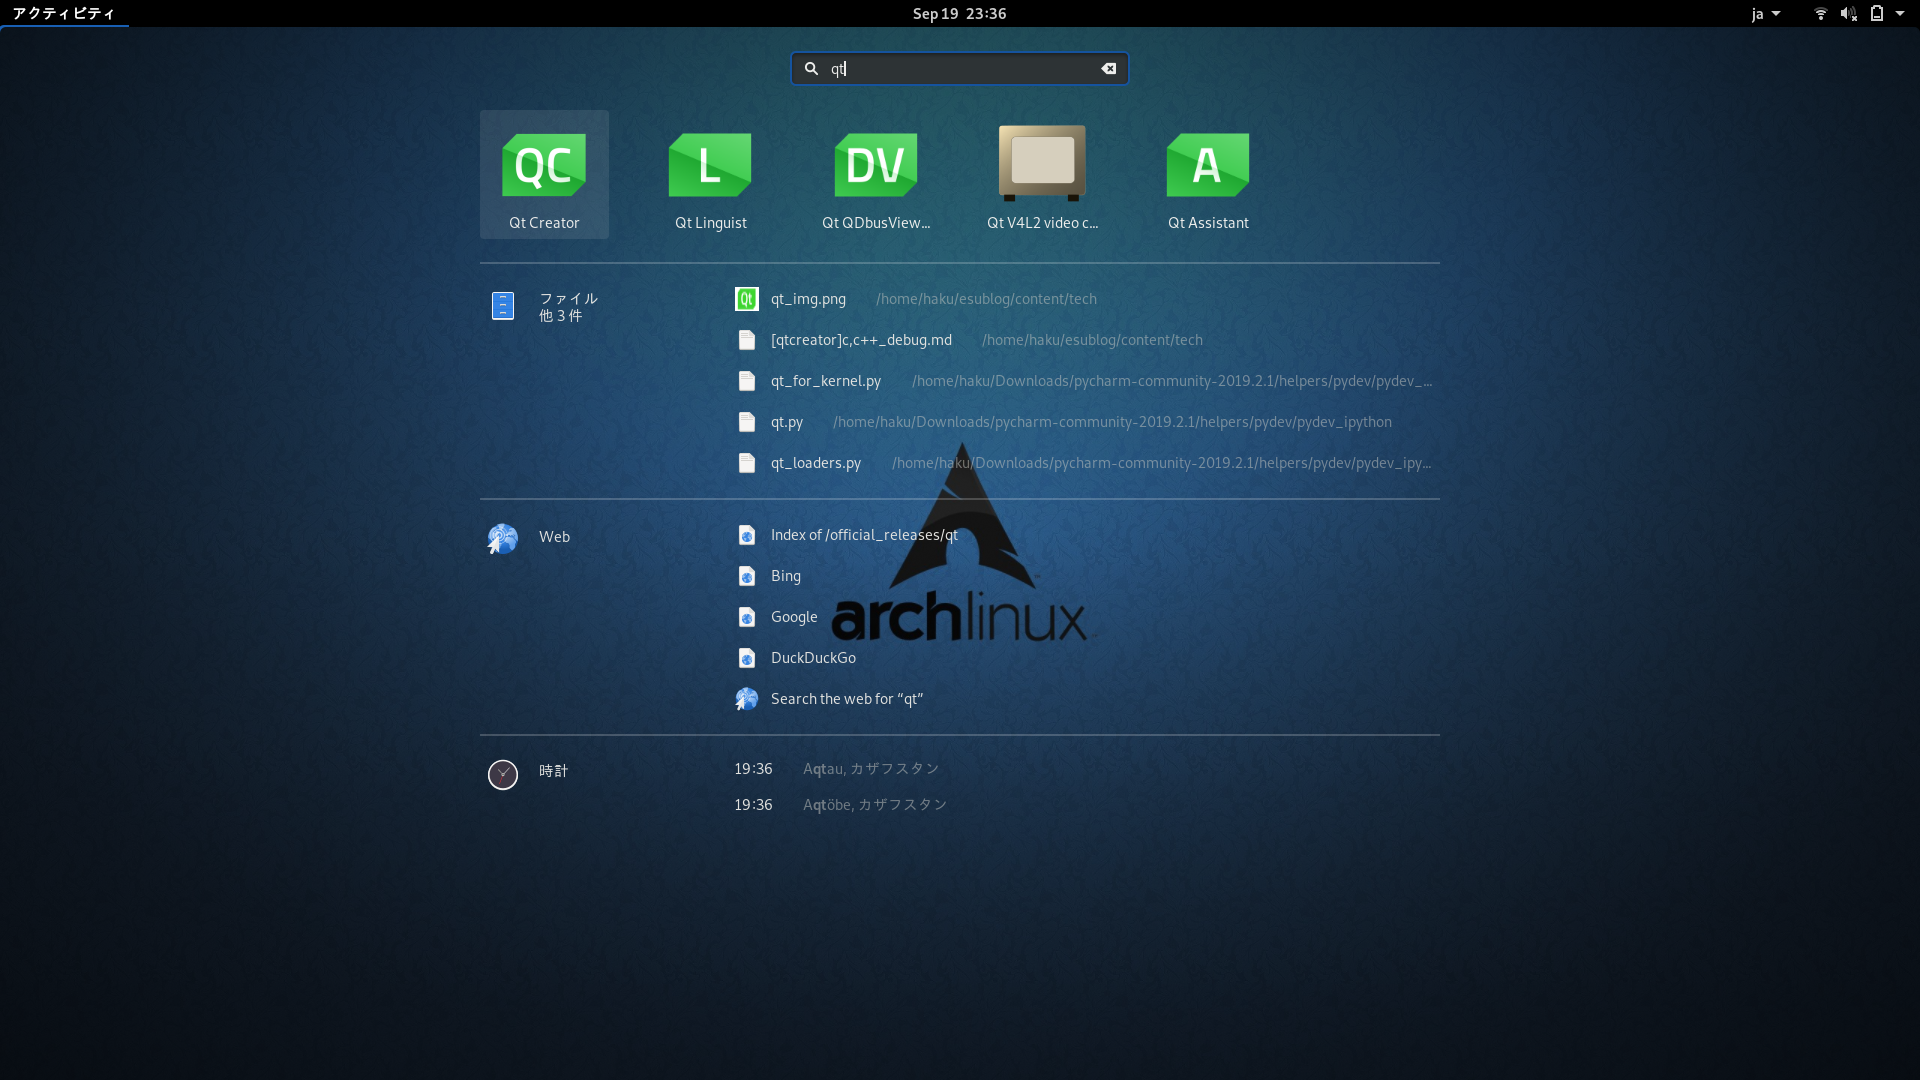 アクティビティ
Sep 19 23:36
ja
qt
QC
L
DV
A
Qt Creator
Qt Linguist
Qt QDbusView...
Qt V4L2 video c...
Qt Assistant
ファイル
他 3 件
Qt
qt_img.png /home/haku/esublog/content/tech
[qtcreator]c,c++_debug.md /home/haku/esublog/content/tech
qt_for_kernel.py /home/haku/Downloads/pycharm-community-2019.2.1/helpers/pydev/pydev_...
qt.py /home/haku/Downloads/pycharm-community-2019.2.1/helpers/pydev/pydev_ipython
qt_loaders.py /home/haku/Downloads/pycharm-community-2019.2.1/helpers/pydev/pydev_ipy...
Web
Index of /official_releases/qt
Bing
Google
DuckDuckGo
Search the web for “qt”
archlinux
時計
19:36 Aqtau, カザフスタン
19:36 Aqtöbe, カザフスタン